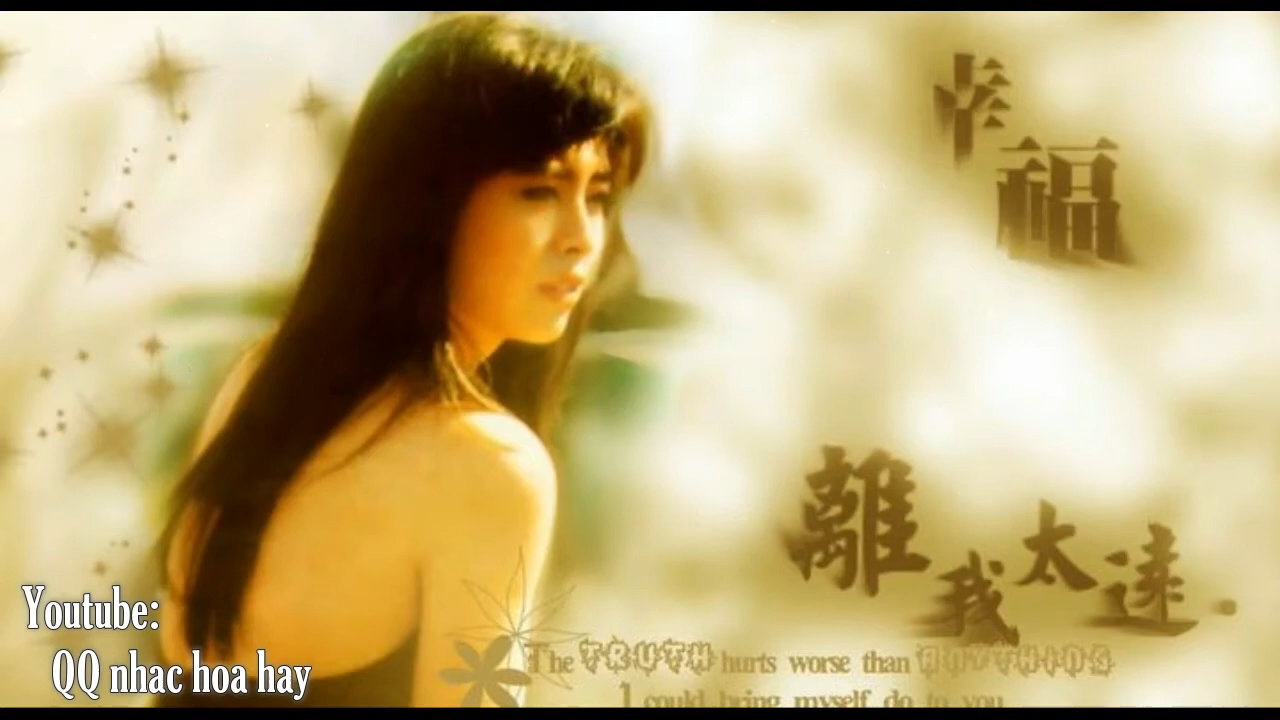 福
離
我太遠.
The TRUTH hurts worse than ANYTHING
I could bring myself do to you
Youtube:
QQ nhac hoa hay